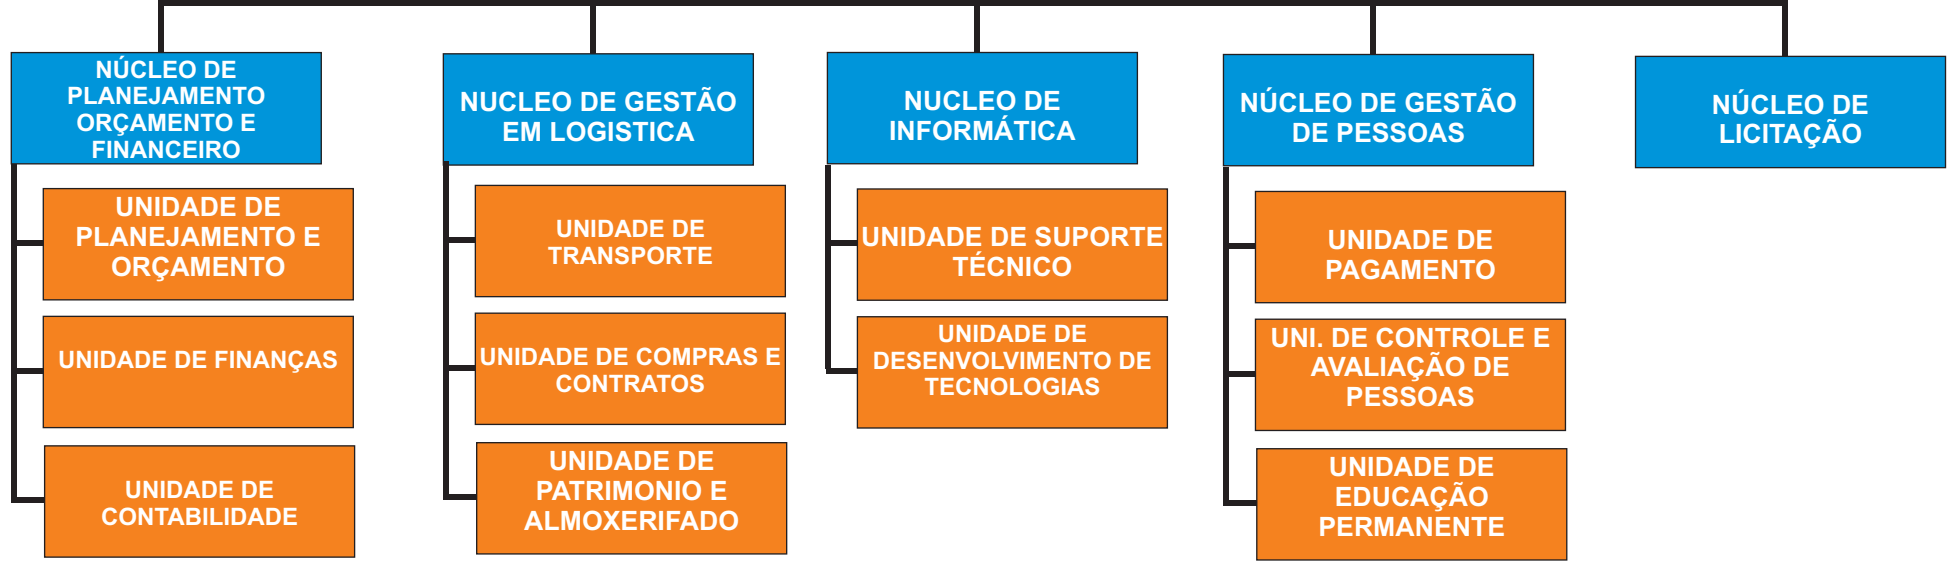 NÚCLEO DE
PLANEJAMENTO
ORÇAMENTO E
FINANCEIRO
UNIDADE DE
PLANEJAMENTO E
ORÇAMENTO
UNIDADE DE FINANÇAS
UNIDADE DE
CONTABILIDADE
NUCLEO DE GESTÃO
EM LOGISTICA
UNIDADE DE
TRANSPORTE
UNIDADE DE COMPRAS E
CONTRATOS
UNIDADE DE
PATRIMONIO E
ALMOXERIFADO
NUCLEO DE
INFORMÁTICA
UNIDADE DE SUPORTE
TÉCNICO
UNIDADE DE
DESENVOLVIMENTO DE
TECNOLOGIAS
NÚCLEO DE GESTÃO
DE PESSOAS
UNIDADE DE
PAGAMENTO
UNI. DE CONTROLE E
AVALIAÇÃO DE
PESSOAS
UNIDADE DE
EDUCAÇÃO
PERMANENTE
NÚCLEO DE
LICITAÇÃO